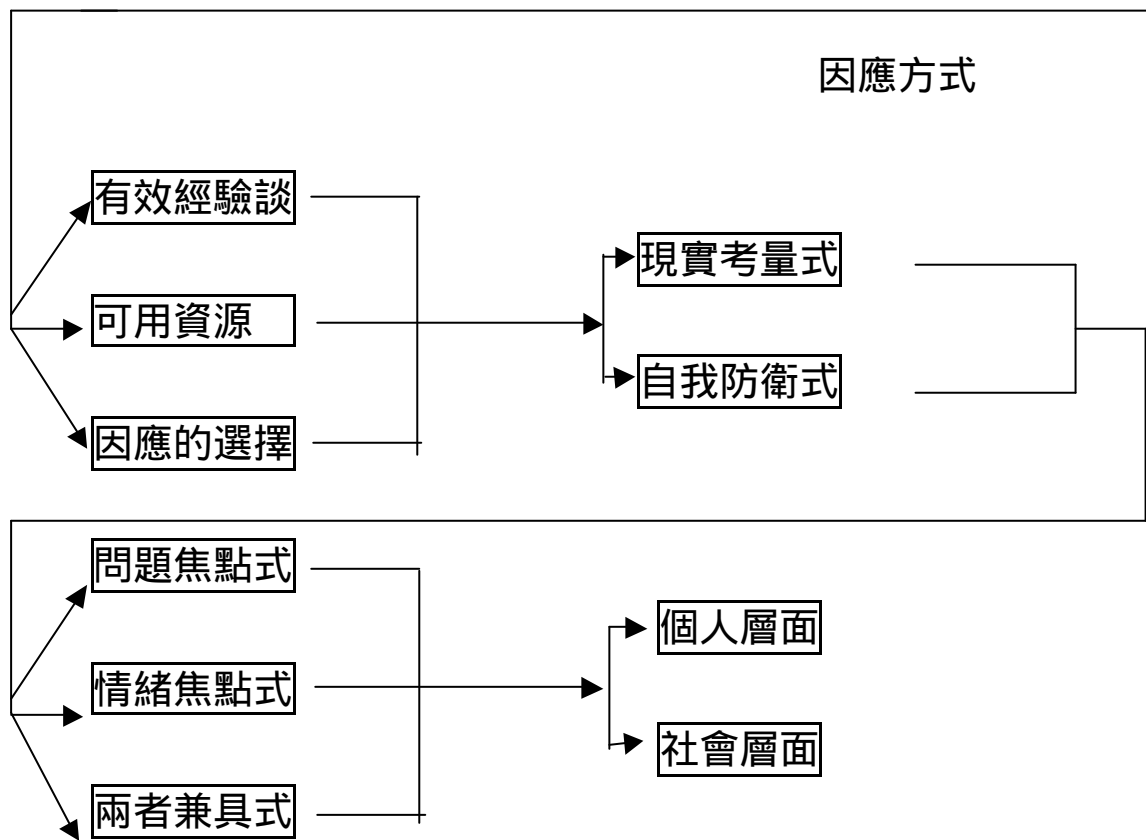 因應方式
有效經驗談
現實考量式
可用資源
自我防衛式
因應的選擇
問題焦點式
個人層面
情緒焦點式
社會層面
兩者兼具式